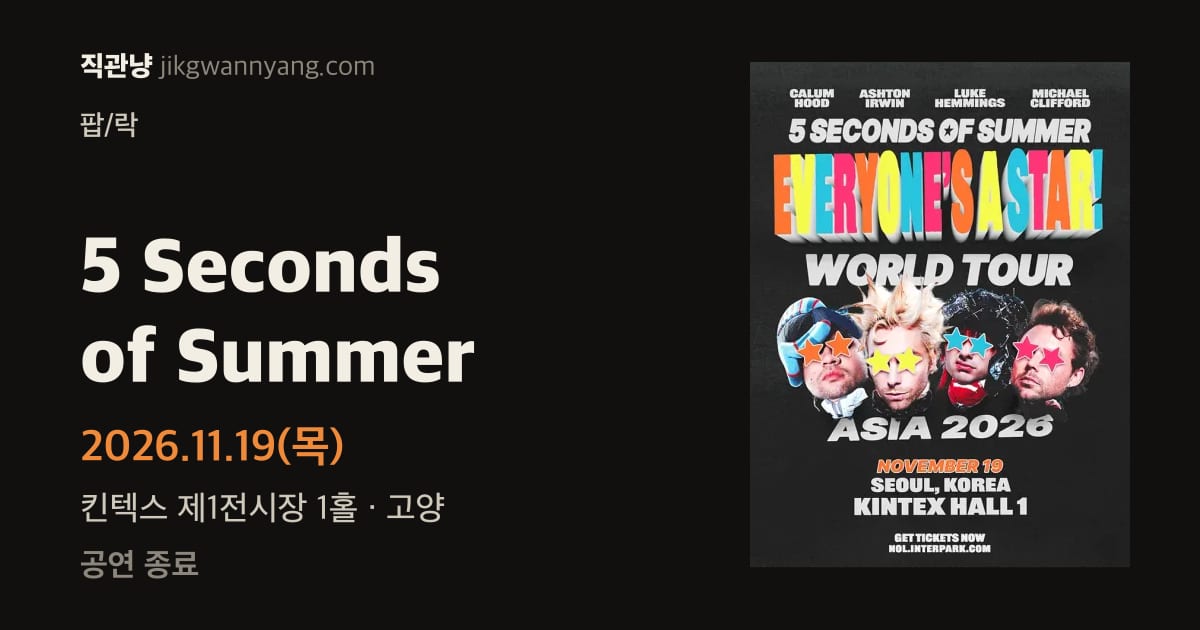 직관냥 jikgwannyang.com
팝/락
5 Seconds
of Summer
2026.11.19(목)
킨텍스 제1전시장 1홀 · 고양
공연 종료
CALUM HOOD ASHTON IRWIN LUKE HEMMINGS MICHAEL CLIFFORD
5 SECONDS OF SUMMER
EVERYONE'S A STAR!
WORLD TOUR
ASIA 2026
NOVEMBER 19
SEOUL, KOREA
KINTEX HALL 1
GET TICKETS NOW
NOL.INTERPARK.COM